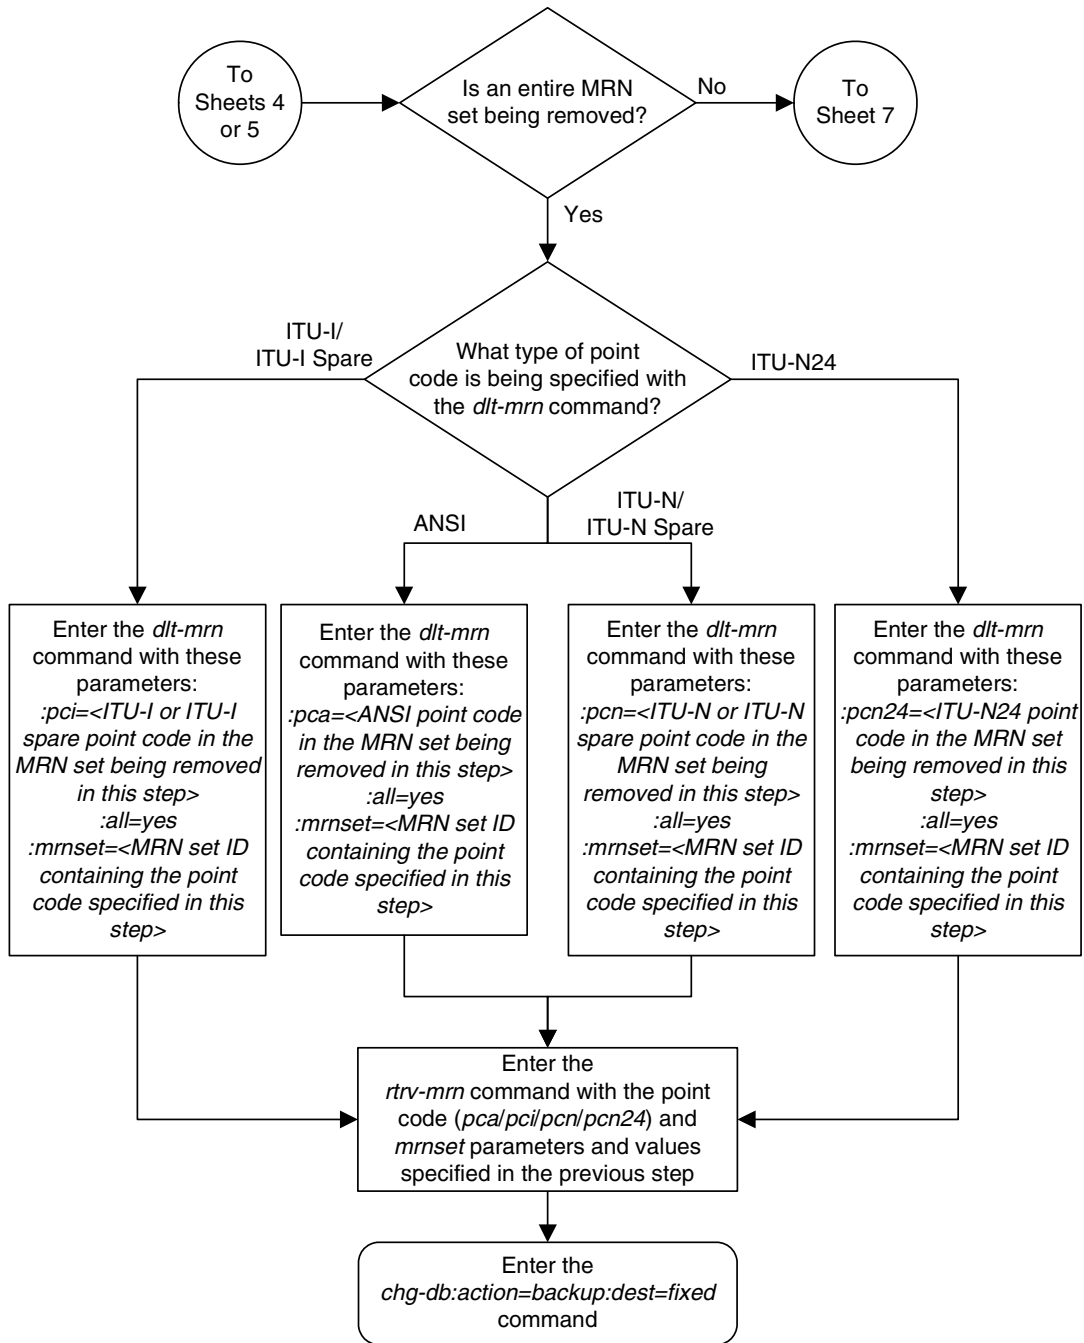 To
Sheets 4
or 5
Is an entire MRN
set being removed?
No
To
Sheet 7
Yes
ITU-I/
ITU-I Spare
What type of point
code is being specified with
the dlt-mrn command?
ITU-N24
ANSI
ITU-N/
ITU-N Spare
Enter the dlt-mrn
command with these
parameters:
:pci=<ITU-I or ITU-I
spare point code in the
MRN set being removed
in this step>
:all=yes
:mrnset=<MRN set ID
containing the point
code specified in this
step>
Enter the dlt-mrn
command with these
parameters:
:pca=<ANSI point code
in the MRN set being
removed in this step>
:all=yes
:mrnset=<MRN set ID
containing the point
code specified in this
step>
Enter the dlt-mrn
command with these
parameters:
:pcn=<ITU-N or ITU-N
spare point code in the
MRN set being
removed in this step>
:all=yes
:mrnset=<MRN set ID
containing the point
code specified in this
step>
Enter the dlt-mrn
command with these
parameters:
:pcn24=<ITU-N24 point
code in the MRN set
being removed in this
step>
:all=yes
:mrnset=<MRN set ID
containing the point
code specified in this
step>
Enter the
rtrv-mrn command with the point
code (pca/pci/pcn/pcn24) and
mrnset parameters and values
specified in the previous step
Enter the
chg-db:action=backup:dest=fixed
command